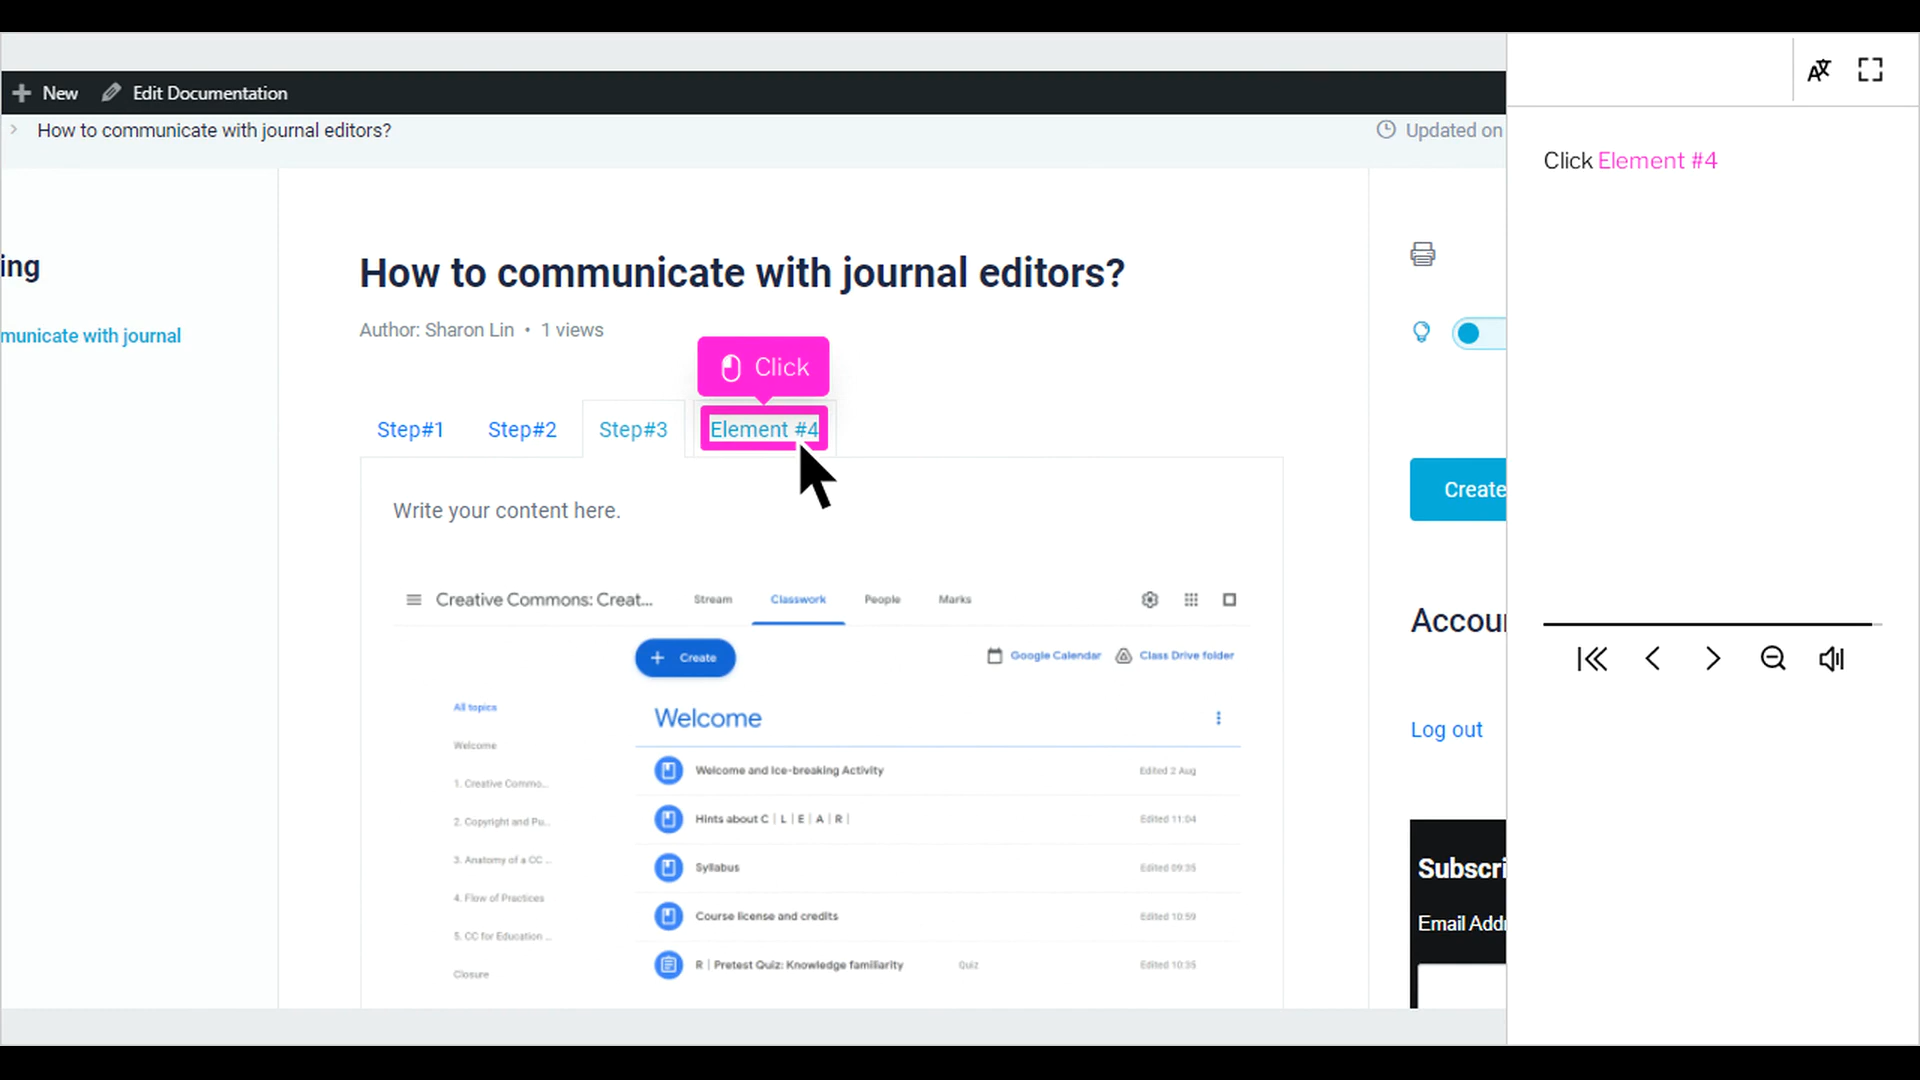 New Edit Documentation
How to communicate with journal editors?
Updated on
Click Element #4
ing
municate with journal
How to communicate with journal editors?
Author: Sharon Lin • 1 views
Click
Step#1 Step#2 Step#3 Element #4
Write your content here.
Create
Creative Commons: Creat... Stream Classwork People Marks
Create Google Calendar Class Drive folder
All topics
Welcome
1. Creative Commo...
2. Copyright and Pu...
3. Anatomy of a CC ...
4. Flow of Practices
5. CC for Education ...
Closure
Welcome
Welcome and Ice-breaking Activity Edited 2 Aug
Hints about C | L | E | A | R | Edited 11:04
Syllabus Edited 09:35
Course license and credits Edited 10:59
R | Pretest Quiz: Knowledge familiarity Quiz Edited 10:35
Accou
Log out
Subscri
Email Addr